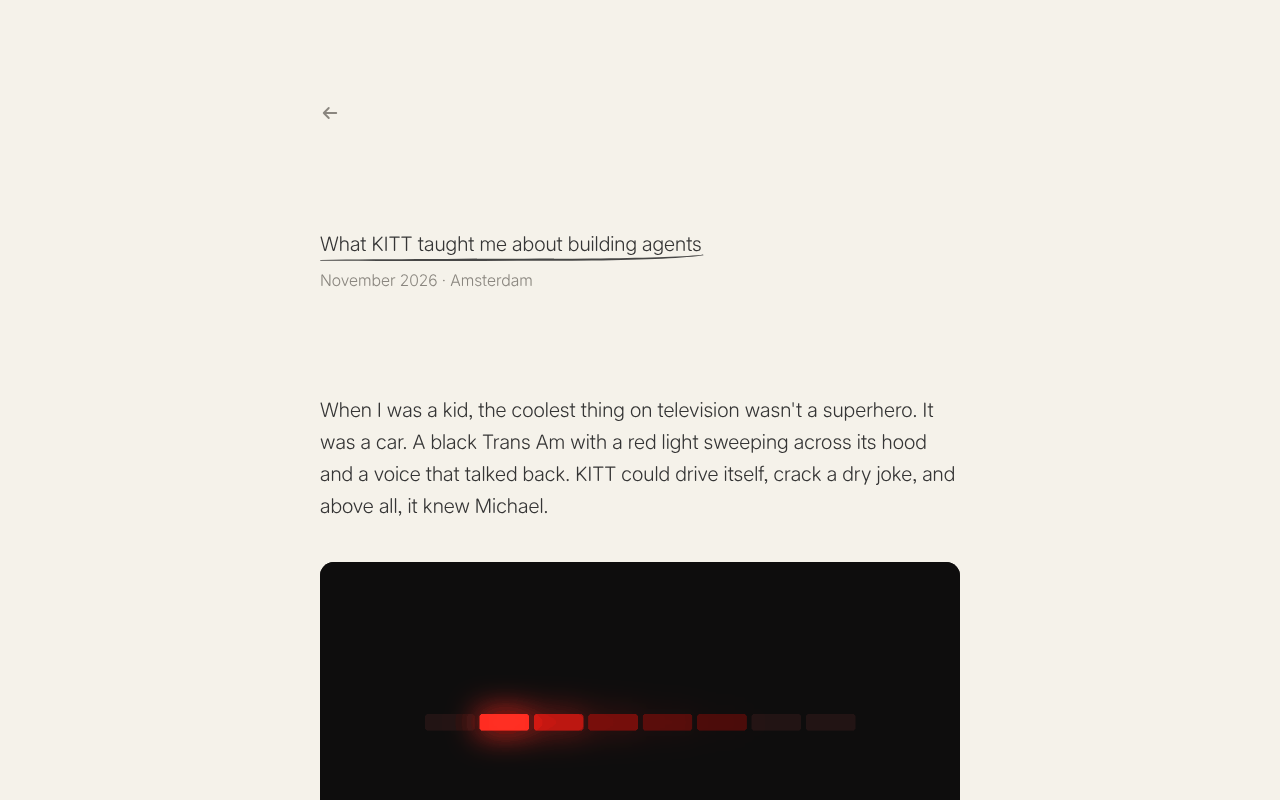 What KITT taught me about building agents
November 2026 · Amsterdam
When I was a kid, the coolest thing on television wasn't a superhero. It
was a car. A black Trans Am with a red light sweeping across its hood
and a voice that talked back. KITT could drive itself, crack a dry joke, and
above all, it knew Michael.